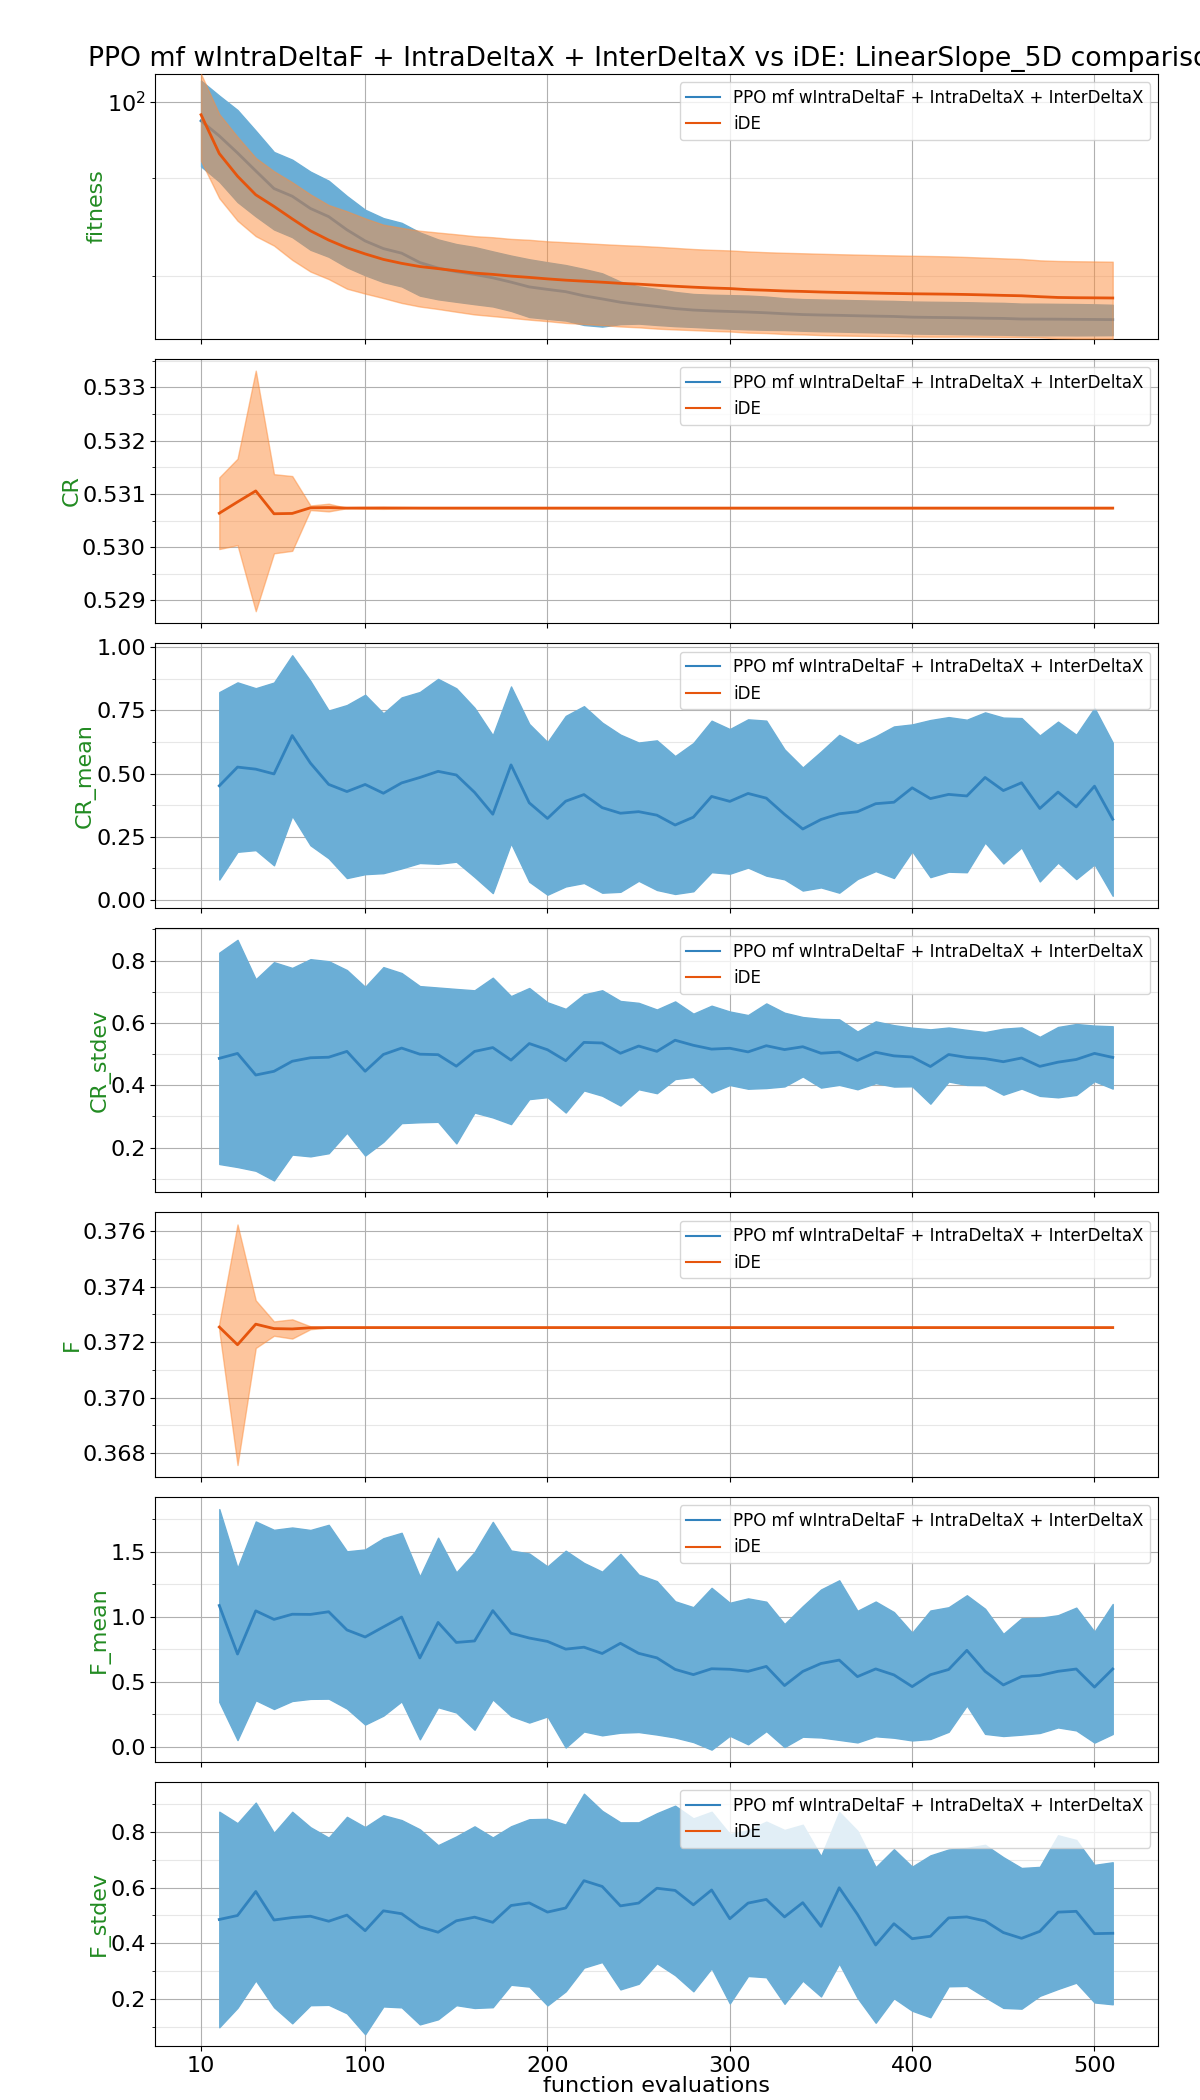 PPO mf wIntraDeltaF + IntraDeltaX + InterDeltaX vs iDE: LinearSlope_5D comparisc
10²
fitness
PPO mf wIntraDeltaF + IntraDeltaX + InterDeltaX
iDE
0.533
0.532
0.531
0.530
0.529
CR
PPO mf wIntraDeltaF + IntraDeltaX + InterDeltaX
iDE
1.00
0.75
0.50
0.25
0.00
CR_mean
PPO mf wIntraDeltaF + IntraDeltaX + InterDeltaX
iDE
0.8
0.6
0.4
0.2
CR_stdev
PPO mf wIntraDeltaF + IntraDeltaX + InterDeltaX
iDE
0.376
0.374
0.372
0.370
0.368
F
PPO mf wIntraDeltaF + IntraDeltaX + InterDeltaX
iDE
1.5
1.0
0.5
0.0
F_mean
PPO mf wIntraDeltaF + IntraDeltaX + InterDeltaX
iDE
0.8
0.6
0.4
0.2
F_stdev
PPO mf wIntraDeltaF + IntraDeltaX + InterDeltaX
iDE
10 100 200 300 400 500
function evaluations